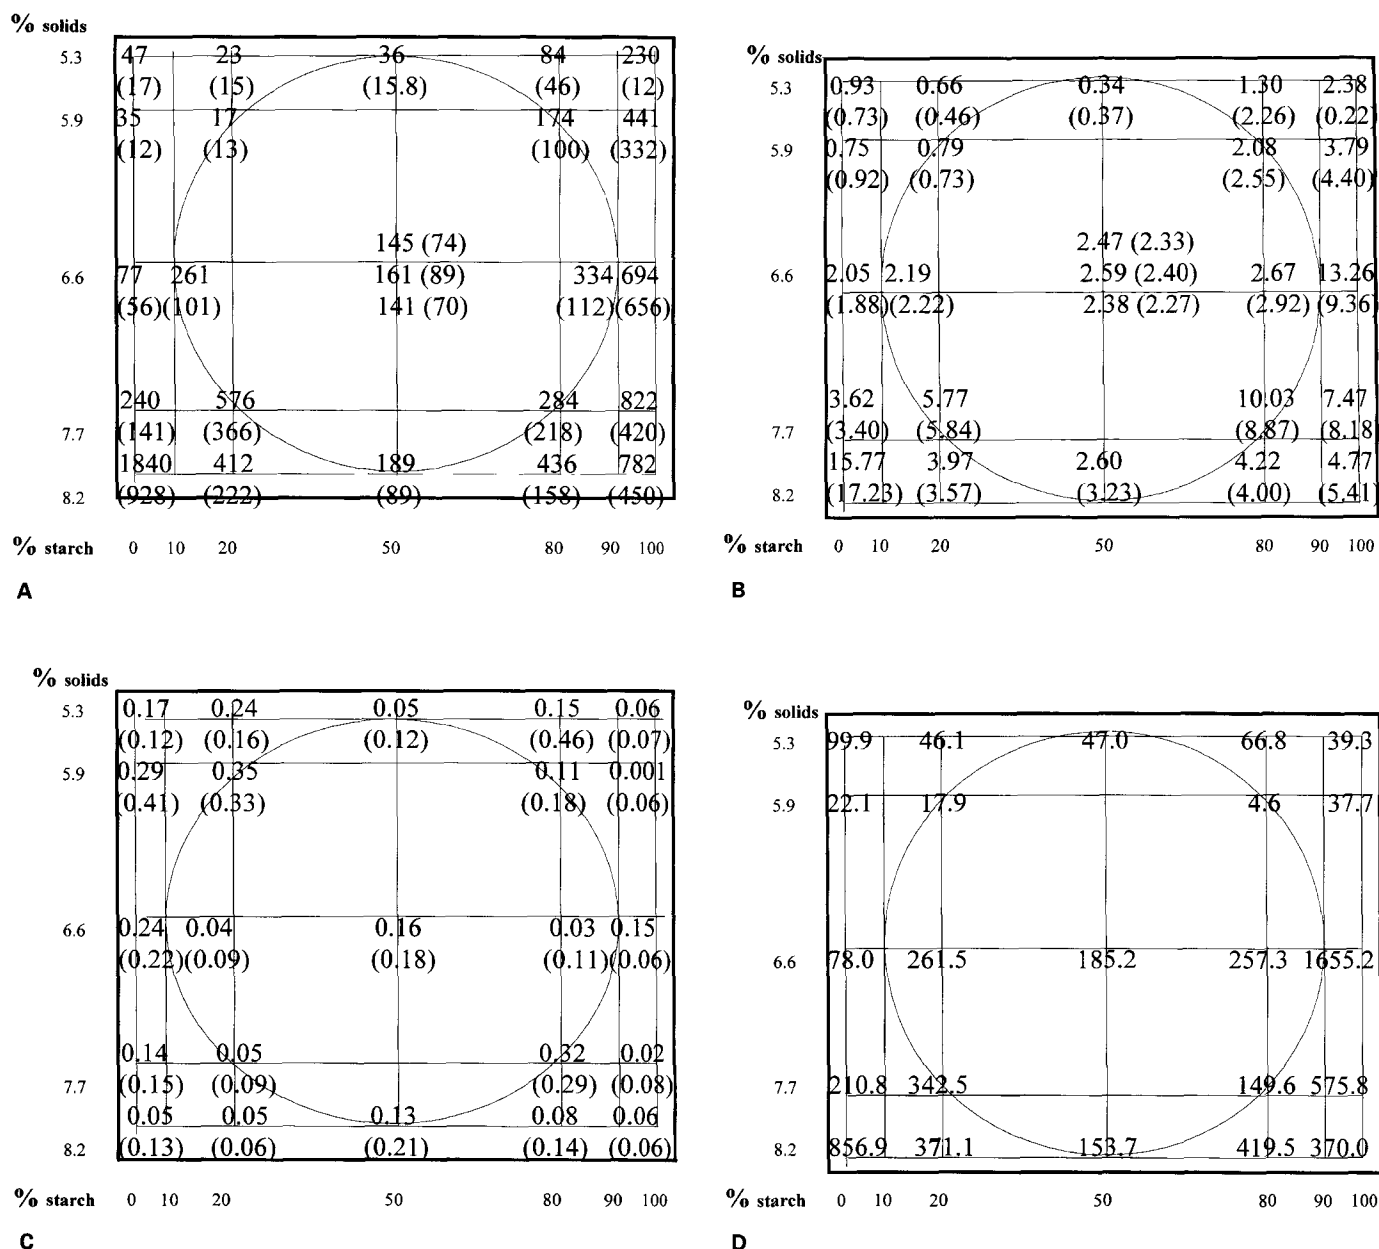 % solids
5.3 47 23 36 84 230
(17) (15) (15.8) (46) (12)
5.9 35 17 174 441
(12) (13) (100) (332)
145 (74)
6.6 77 261 161 (89) 334 694
(56) (101) 141 (70) (112) (656)
240 576 284 822
7.7 (141) (366) (218) (420)
1840 412 189 436 782
8.2 (928) (222) (89) (158) (450)
% starch 0 10 20 50 80 90 100
A
% solids
5.3 0.93 0.66 0.34 1.30 2.38
(0.73) (0.46) (0.37) (2.26) (0.22)
5.9 0.75 0.79 2.08 3.79
(0.92) (0.73) (2.55) (4.40)
2.47 (2.33)
6.6 2.05 2.19 2.59 (2.40) 2.67 13.26
(1.88) (2.22) 2.38 (2.27) (2.92) (9.36)
3.62 5.77 10.03 7.47
7.7 (3.40) (5.84) (8.87) (8.18)
15.77 3.97 2.60 4.22 4.77
8.2 (17.23) (3.57) (3.23) (4.00) (5.41)
% starch 0 10 20 50 80 90 100
B
% solids
5.3 0.17 0.24 0.05 0.15 0.06
(0.12) (0.16) (0.12) (0.46) (0.07)
5.9 0.29 0.35 0.11 0.001
(0.41) (0.33) (0.18) (0.06)
6.6 0.24 0.04 0.16 0.03 0.15
(0.22) (0.09) (0.18) (0.11) (0.06)
0.14 0.05 0.32 0.02
7.7 (0.15) (0.09) (0.29) (0.08)
0.05 0.05 0.13 0.08 0.06
8.2 (0.13) (0.06) (0.21) (0.14) (0.06)
% starch 0 10 20 50 80 90 100
C
% solids
5.3 99.9 46.1 47.0 66.8 39.3
5.9 22.1 17.9 4.6 37.7
6.6 78.0 261.5 185.2 257.3 1655.2
7.7 210.8 342.5 149.6 575.8
8.2 856.9 371.1 153.7 419.5 370.0
% starch 0 10 20 50 80 90 100
D